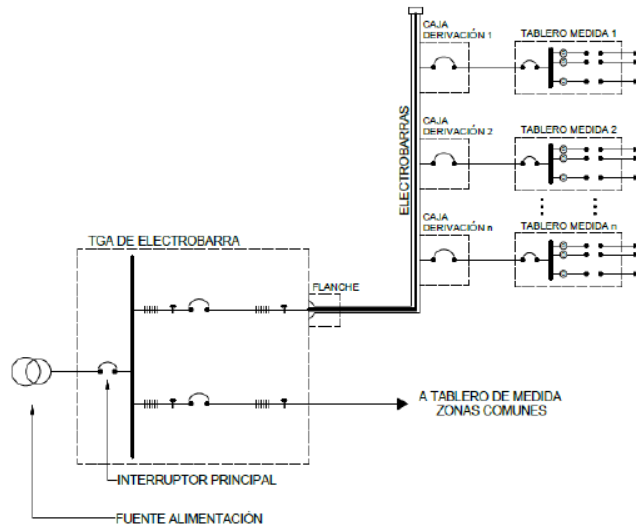 CAJA
DERIVACIÓN 1
TABLERO MEDIDA 1
CAJA
DERIVACIÓN 2
TABLERO MEDIDA 2
ELECTROBARRAS
CAJA
DERIVACIÓN n
TABLERO MEDIDA n
TGA DE ELECTROBARRA
FLANCHE
A TABLERO DE MEDIDA
ZONAS COMUNES
INTERRUPTOR PRINCIPAL
FUENTE ALIMENTACIÓN